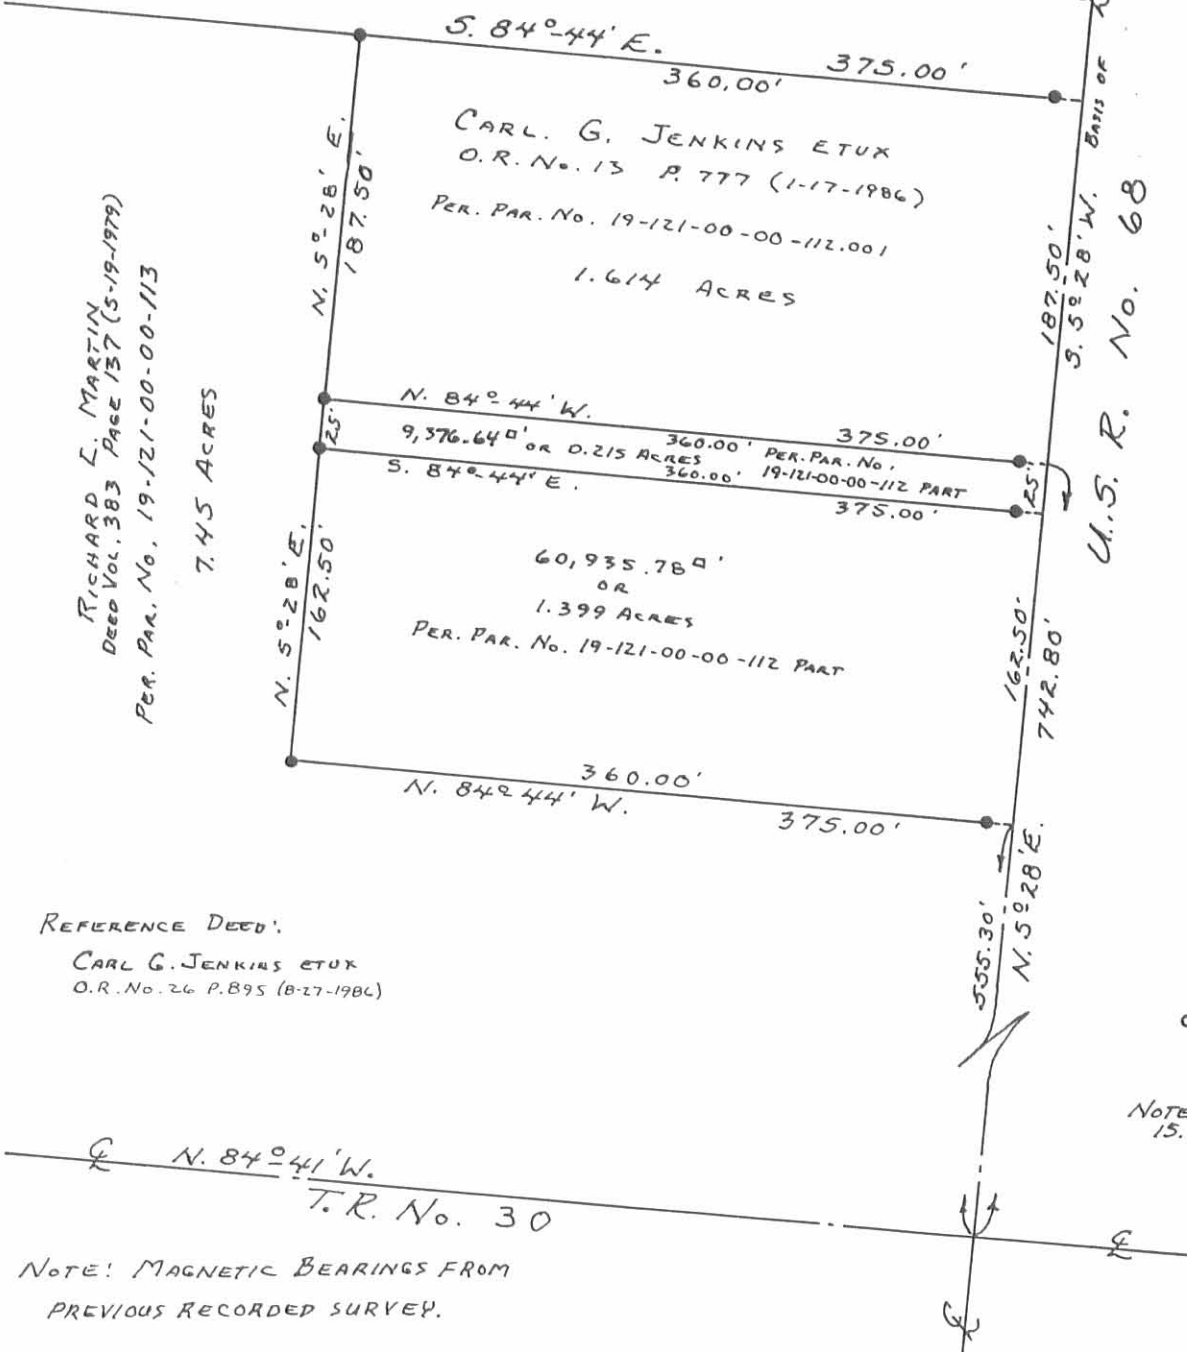 S. 84°-44' E.
375.00'
360.00'
CARL. G. JENKINS ETUX
O.R. No. 13 P. 777 (1-17-1986)
PER. PAR. No. 19-121-00-00-112.001
1.614 ACRES
N. 5°-28' E.
187.50'
BASIS OF
187.50'
S. 5°28' W.
U.S. R. No. 68
RICHARD L. MARTIN
DEED VOL. 383 PAGE 137 (5-19-1979)
PER. PAR. No. 19-121-00-00-113
7.45 ACRES
N. 84°-44' W.
360.00'
375.00'
25'
9,376.64▫' OR 0.215 ACRES
PER. PAR. No.
19-121-00-00-112 PART
S. 84°-44' E.
360.00'
375.00'
25'
N. 5°-28' E.
162.50'
60,935.78▫'
OR
1.399 ACRES
PER. PAR. No. 19-121-00-00-112 PART
162.50'
742.80'
360.00'
N. 84°44' W.
375.00'
555.30'
N. 5°28' E.
REFERENCE DEED:
CARL G. JENKINS ETUX
O.R. No. 26 P. 895 (8-27-1986)
NOTE
15.
℄ N. 84°-41' W.
T.R. No. 30
℄
℄
NOTE! MAGNETIC BEARINGS FROM
PREVIOUS RECORDED SURVEY.